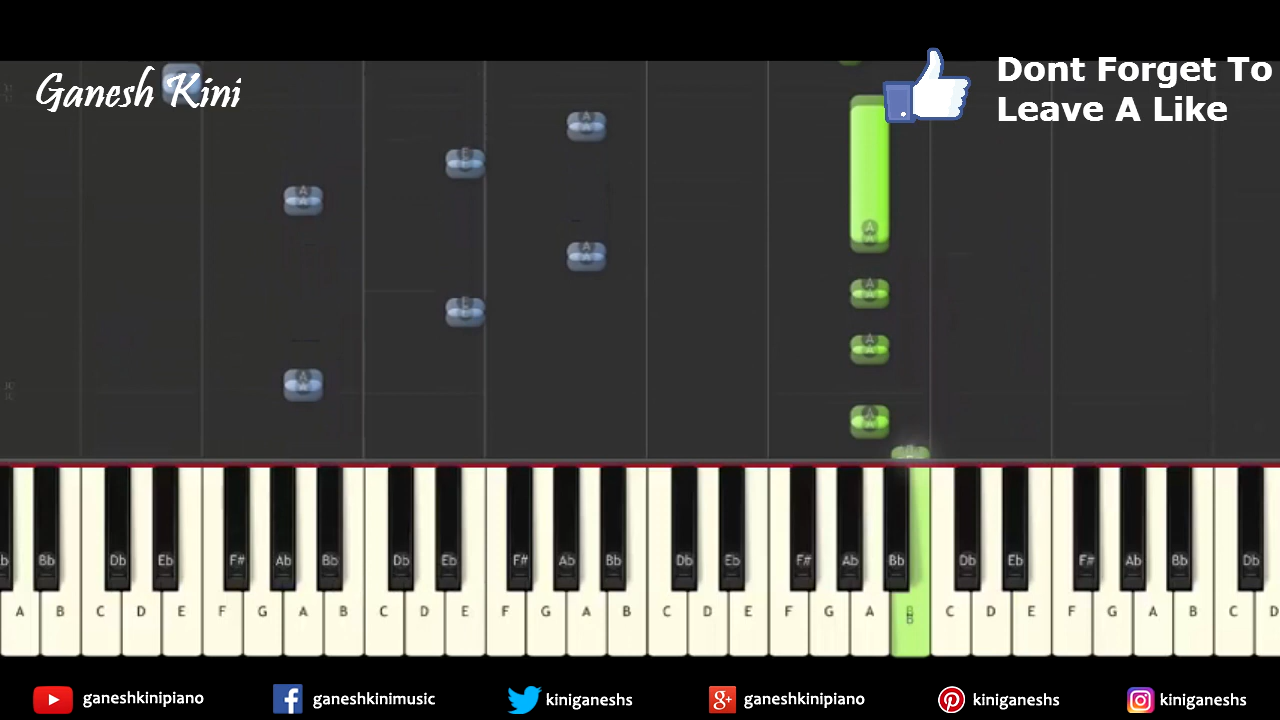 Ganesh Kini
Dont Forget To
Leave A Like
A
E
A
A
A
E
A
A
A
A
Bb Db Eb F# Ab Bb Db Eb F# Ab Bb Db Eb F# Ab Bb Db Eb F# Ab Bb Db
A B C D E F G A B C D E F G A B C D E F G A B C D E F G A B C D
ganeshkinipiano
ganeshkinimusic
kiniganeshs
ganeshkinipiano
kiniganeshs
kiniganeshs